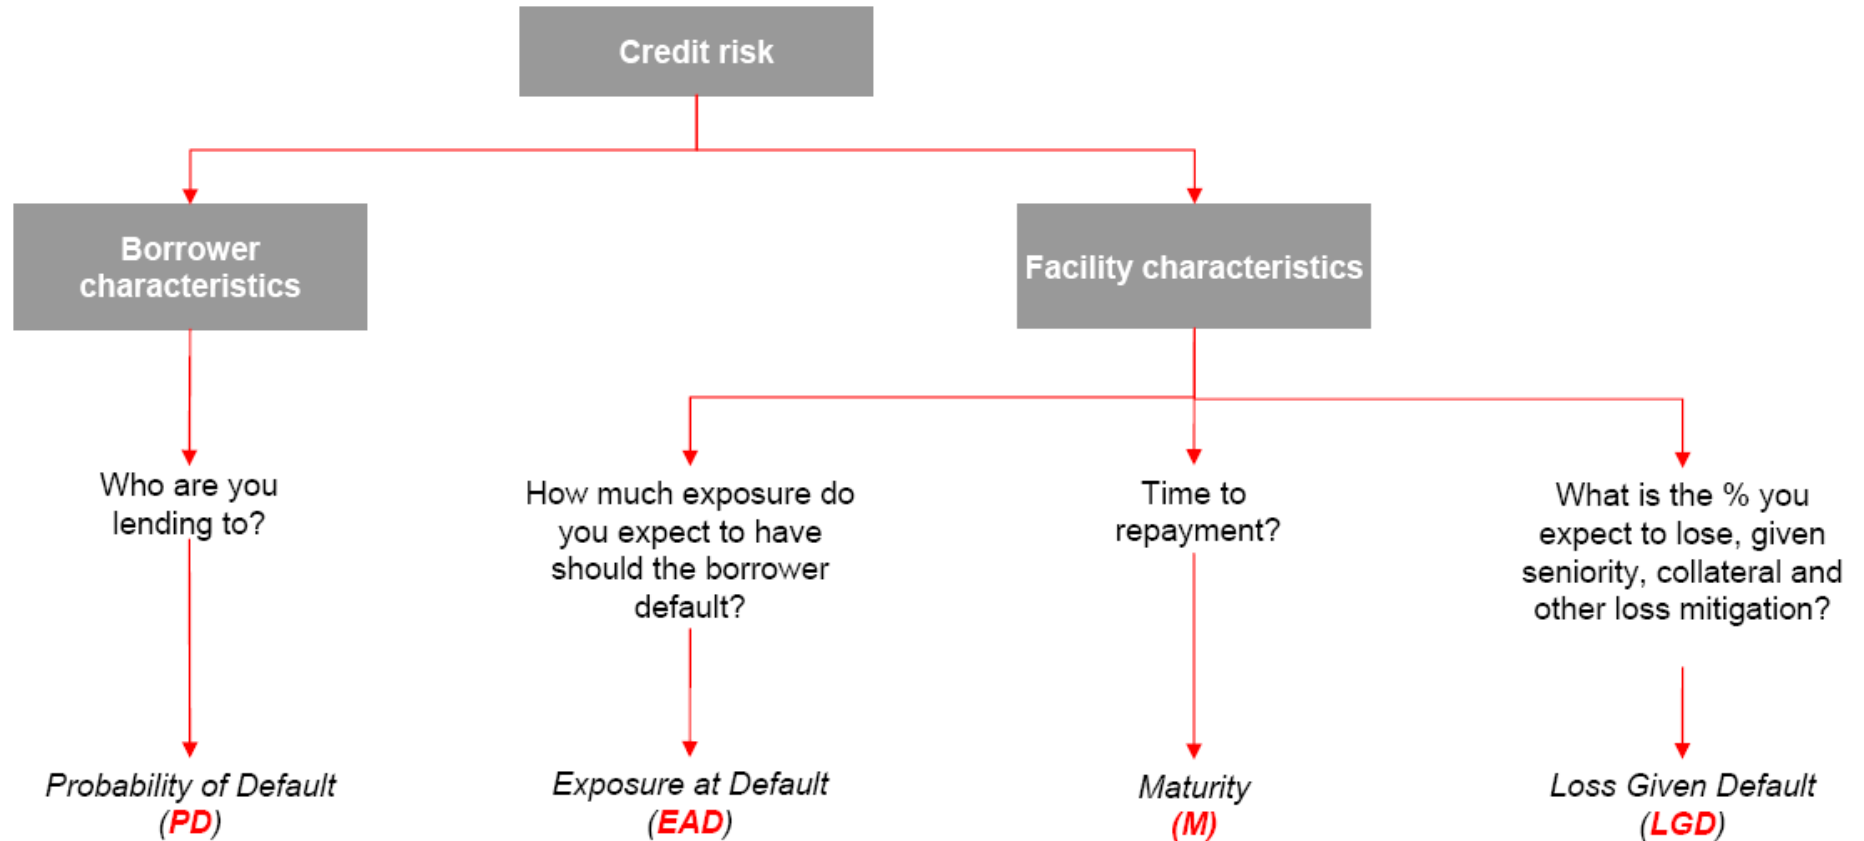 Credit risk
Borrower
characteristics
Facility characteristics
Who are you
lending to?
How much exposure do
you expect to have
should the borrower
default?
Time to
repayment?
What is the % you
expect to lose, given
seniority, collateral and
other loss mitigation?
Probability of Default
(PD)
Exposure at Default
(EAD)
Maturity
(M)
Loss Given Default
(LGD)